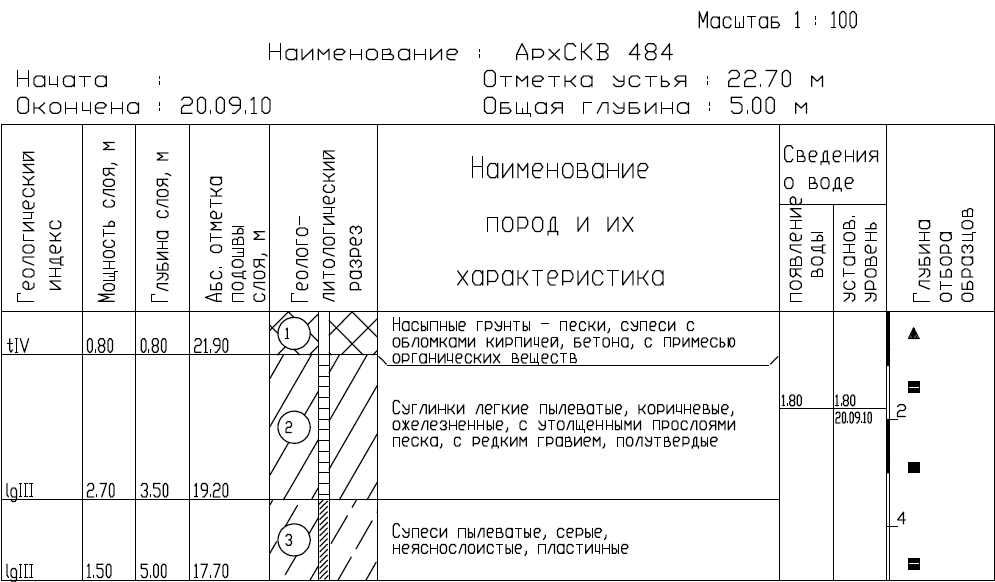 Масштаб 1 : 100
Наименование : АрхСКВ 484
Начата :
Отметка устья : 22.70 м
Окончена : 20.09.10
Общая глубина : 5.00 м
Геологический
индекс
Мощность слоя, м
Глубина слоя, м
Абс. отметка
подошвы
слоя, м
Геолого-
литологический
разрез
Наименование
пород и их
характеристика
Сведения
о воде
появление
воды
установ.
уровень
Глубина
отбора
образцов
tIV
0.80
0.80
21.90
1
Насыпные грунты - пески, супеси с
обломками кирпичей, бетона, с примесью
органических веществ
lgIII
2.70
3.50
19.20
2
Суглинки легкие пылеватые, коричневые,
ожелезненные, с утолщенными прослоями
песка, с редким гравием, полутвердые
1.80
1.80
20.09.10
2
lgIII
1.50
5.00
17.70
3
Супеси пылеватые, серые,
неяснослоистые, пластичные
4